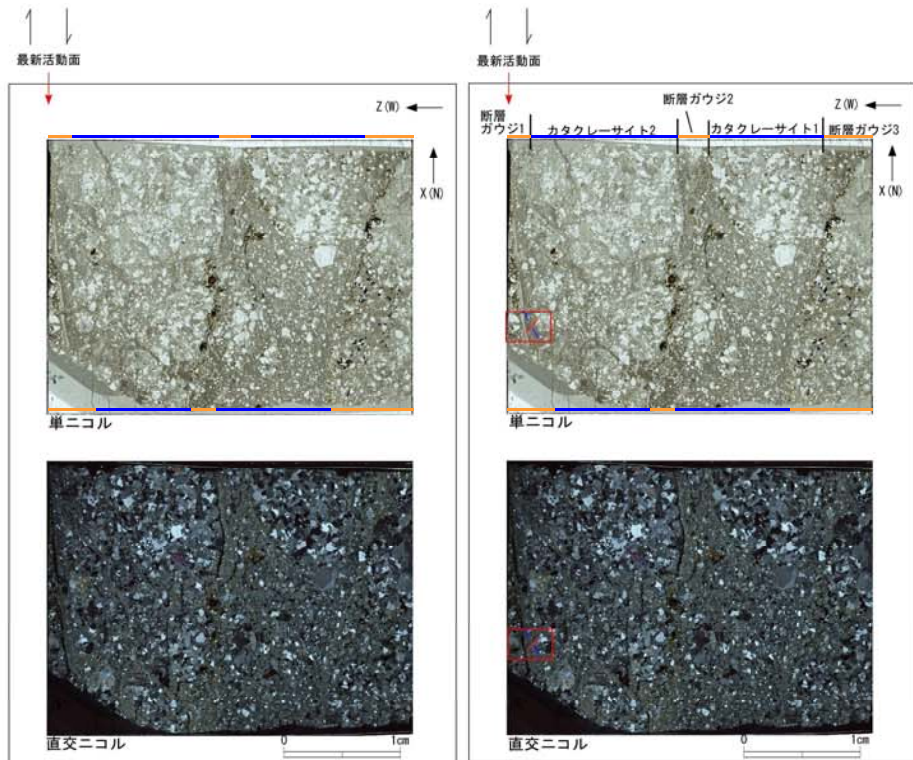 最新活動面
Z(W)
X(N)
単ニコル
直交ニコル
0 1cm
最新活動面
Z(W)
断層ガウジ2
断層
ガウジ1
カタクレーサイト2
カタクレーサイト1
断層ガウジ3
X(N)
単ニコル
直交ニコル
0 1cm